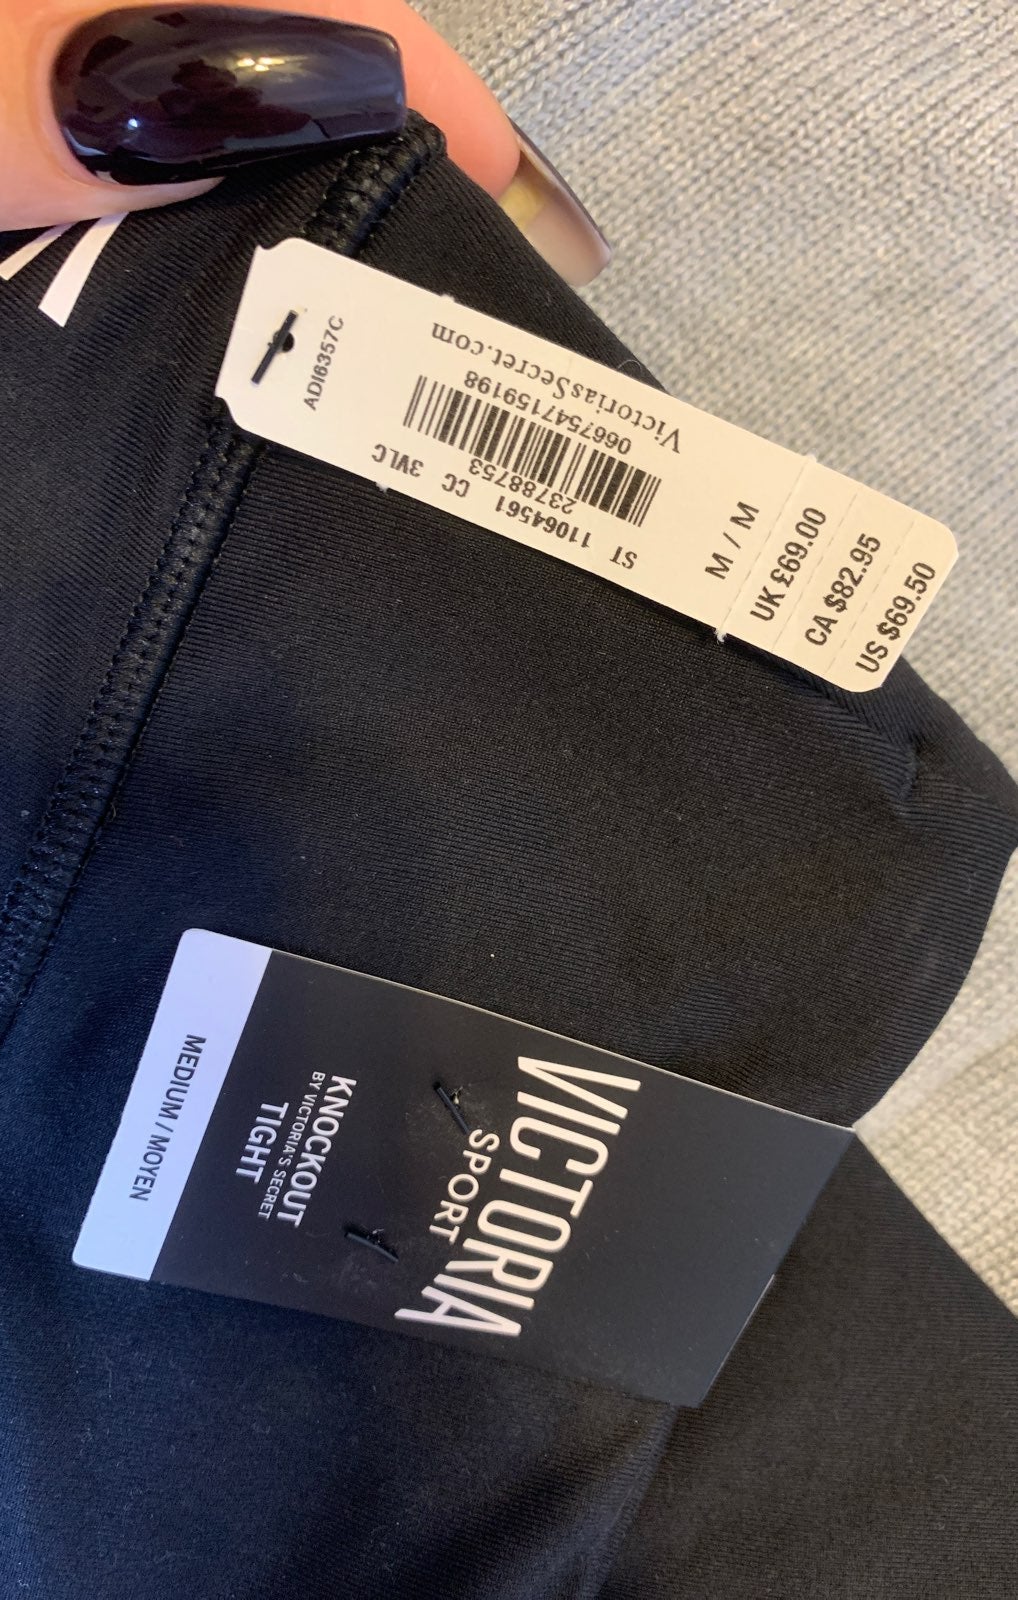 ADI6357C
VictoriasSecret.com
0667547159198
23788753
ST 11064561 CC 3VLC
M / M
UK £69.00
CA $82.95
US $69.50
VICTORIA
SPORT
KNOCKOUT
BY VICTORIA'S SECRET
TIGHT
MEDIUM / MOYEN